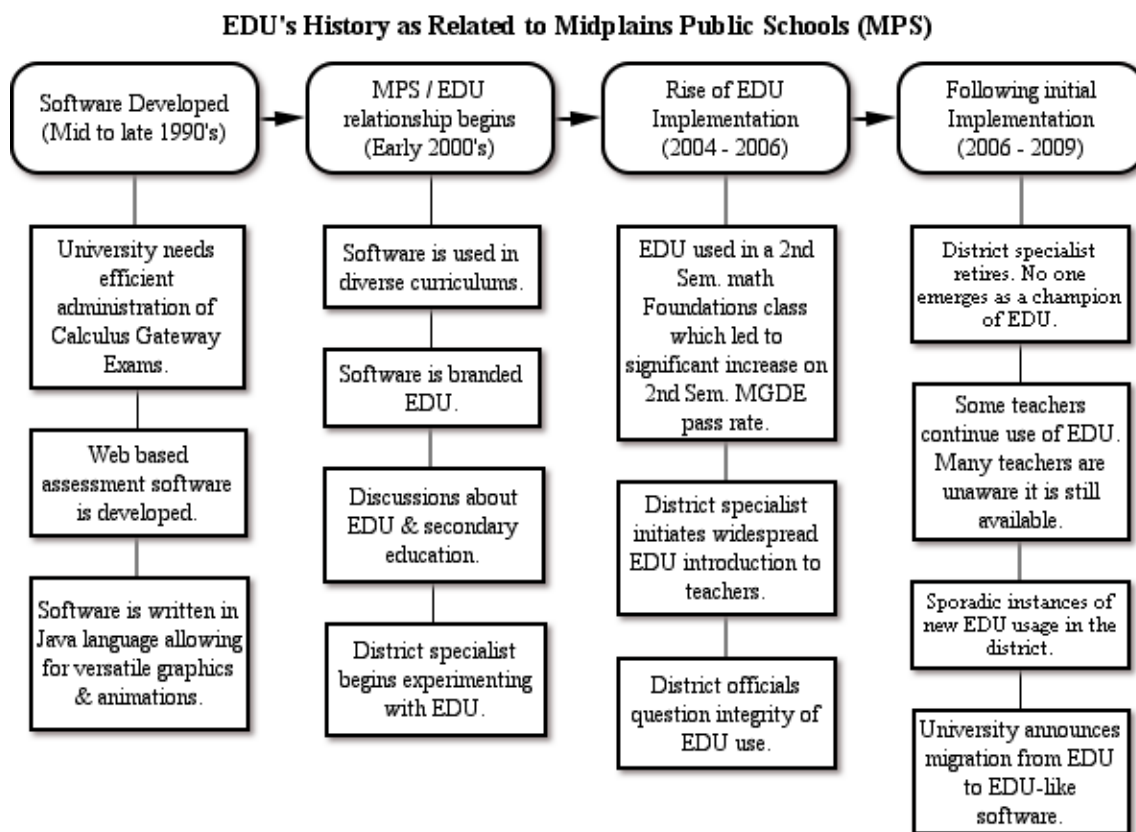 EDU's History as Related to Midplains Public Schools (MPS)
Software Developed
(Mid to late 1990's)
University needs
efficient
administration of
Calculus Gateway
Exams.
Web based
assessment software
is developed.
Software is written in
Java language allowing
for versatile graphics
& animations.
MPS / EDU
relationship begins
(Early 2000's)
Software is used in
diverse curriculums.
Software is branded
EDU.
Discussions about
EDU & secondary
education.
District specialist
begins experimenting
with EDU.
Rise of EDU
Implementation
(2004 - 2006)
EDU used in a 2nd
Sem. math
Foundations class
which led to
significant increase on
2nd Sem. MGDE
pass rate.
District specialist
initiates widespread
EDU introduction to
teachers.
District officials
question integrity of
EDU use.
Following initial
Implementation
(2006 - 2009)
District specialist
retires. No one
emerges as a champion
of EDU.
Some teachers
continue use of EDU.
Many teachers are
unaware it is still
available.
Sporadic instances of
new EDU usage in the
district.
University announces
migration from EDU
to EDU-like
software.